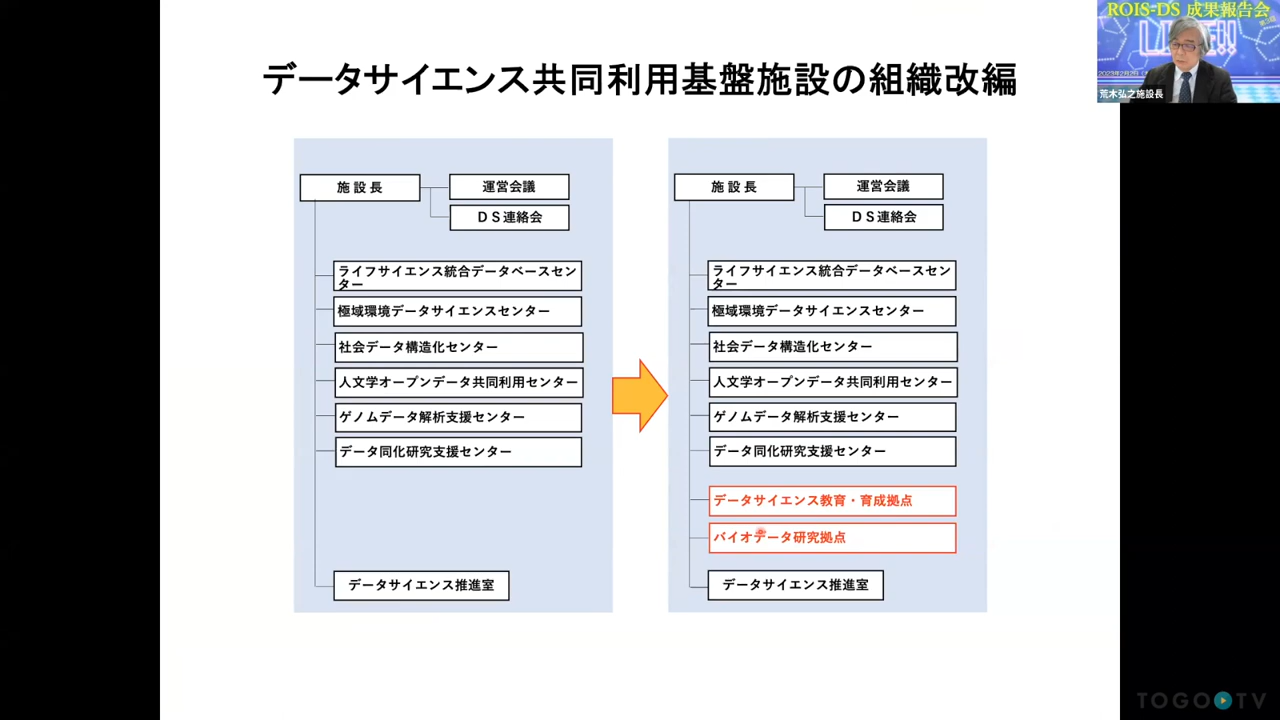 ROIS-DS 成果報告会
LIVE!!
荒木弘之施設長
データサイエンス共同利用基盤施設の組織改編
施設長
運営会議
DS連絡会
ライフサイエンス統合データベースセン
ター
極域環境データサイエンスセンター
社会データ構造化センター
人文学オープンデータ共同利用センター
ゲノムデータ解析支援センター
データ同化研究支援センター
データサイエンス推進室
施設長
運営会議
DS連絡会
ライフサイエンス統合データベースセン
ター
極域環境データサイエンスセンター
社会データ構造化センター
人文学オープンデータ共同利用センター
ゲノムデータ解析支援センター
データ同化研究支援センター
データサイエンス教育・育成拠点
バイオデータ研究拠点
データサイエンス推進室
TOGO TV